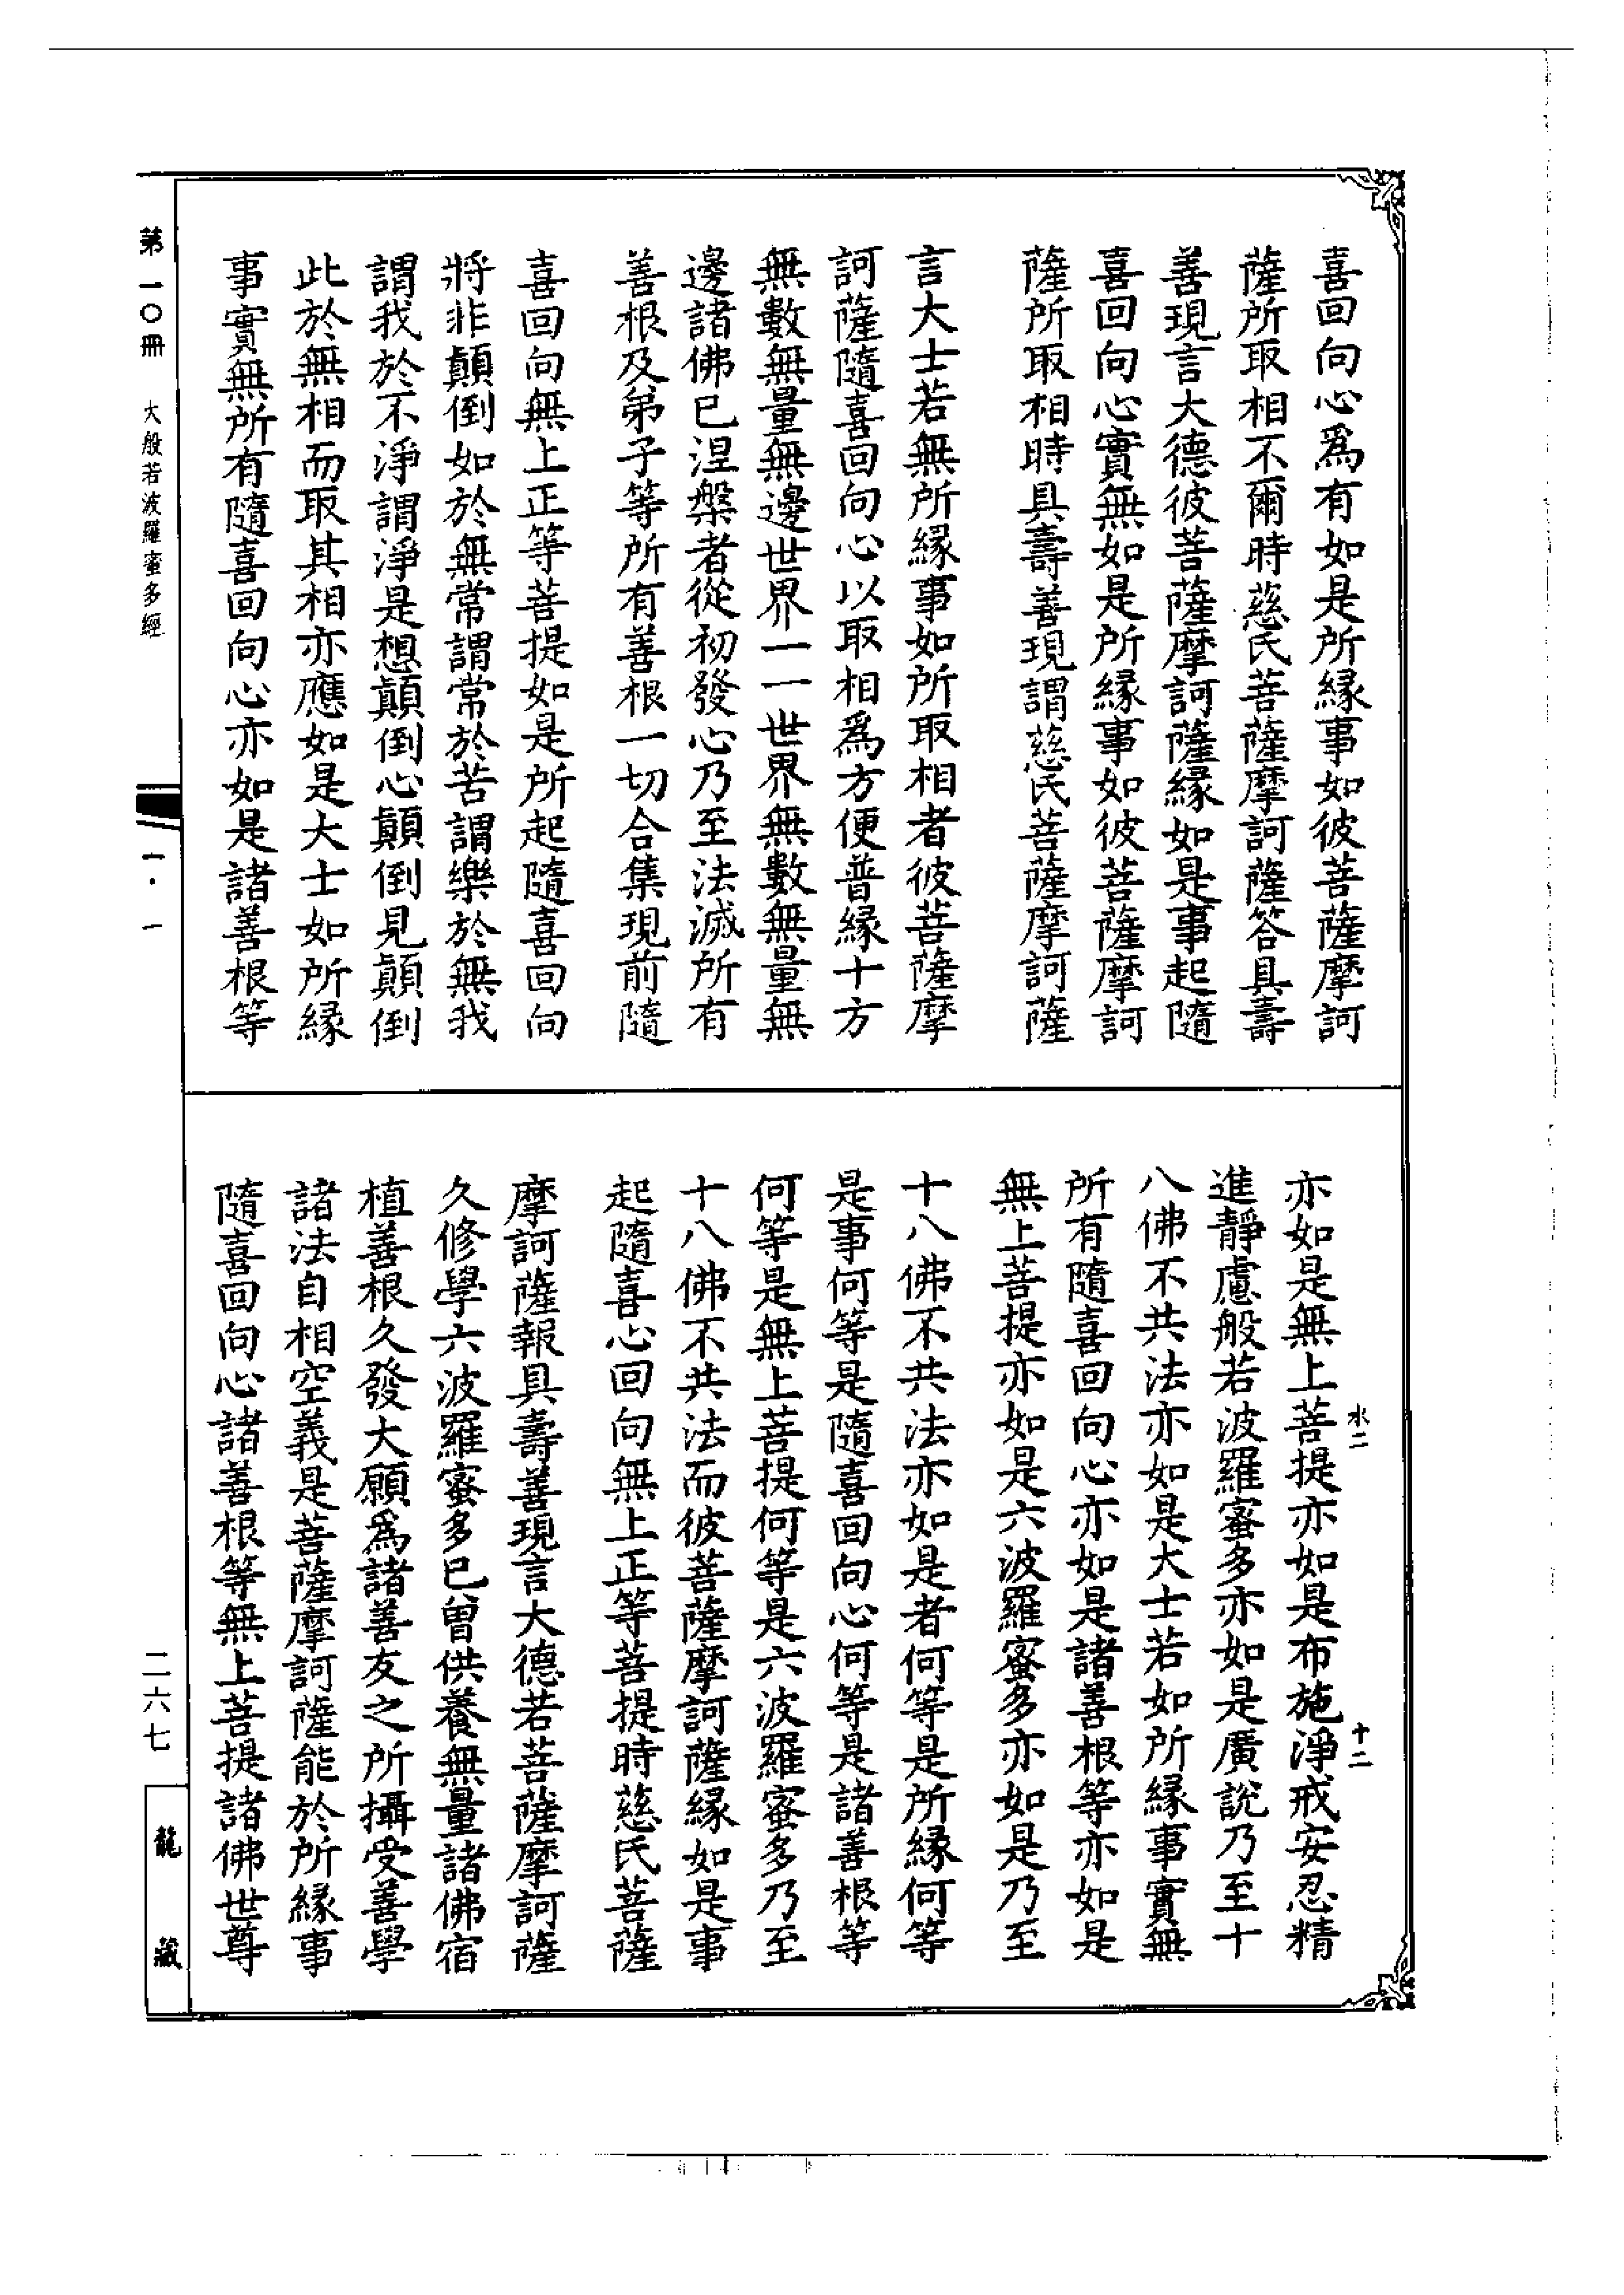 喜回向心爲有如是所緣事如彼菩薩摩訶
薩所取相不爾時慈氏菩薩摩訶薩答具壽
善現言大德彼菩薩摩訶薩緣如是事起隨
喜回向心實無如是所緣事如彼菩薩摩訶
薩所取相時具壽善現謂慈氏菩薩摩訶薩
言大士若無所緣事如所取相者彼菩薩摩
訶薩隨喜回向心以取相爲方便普緣十方
無數無量無邊世界一一世界無數無量無
邊諸佛已涅槃者從初發心乃至法滅所有
善根及弟子等所有善根一切合集現前隨
喜回向無上正等菩提如是所起隨喜回向
將非顛倒如於無常謂常於苦謂樂於無我
謂我於不淨謂淨是想顛倒心顛倒見顛倒
此於無相而取其相亦應如是大士如所緣
事實無所有隨喜回向心亦如是諸善根等
水二
十二
亦如是無上菩提亦如是布施淨戒安忍精
進靜慮般若波羅蜜多亦如是廣說乃至十
八佛不共法亦如是大士若如所緣事實無
所有隨喜回向心亦如是諸善根等亦如是
無上菩提亦如是六波羅蜜多亦如是乃至
十八佛不共法亦如是者何等是所緣何等
是事何等是隨喜回向心何等是諸善根等
何等是無上菩提何等是六波羅蜜多乃至
十八佛不共法而彼菩薩摩訶薩緣如是事
起隨喜心回向無上正等菩提時慈氏菩薩
摩訶薩報具壽善現言大德若菩薩摩訶薩
久修學六波羅蜜多已曾供養無量諸佛宿
植善根久發大願爲諸善友之所攝受善學
諸法自相空義是菩薩摩訶薩能於所緣事
隨喜回向心諸善根等無上菩提諸佛世尊
第一〇冊 大般若波羅蜜多經
一·一
二六七
龍藏